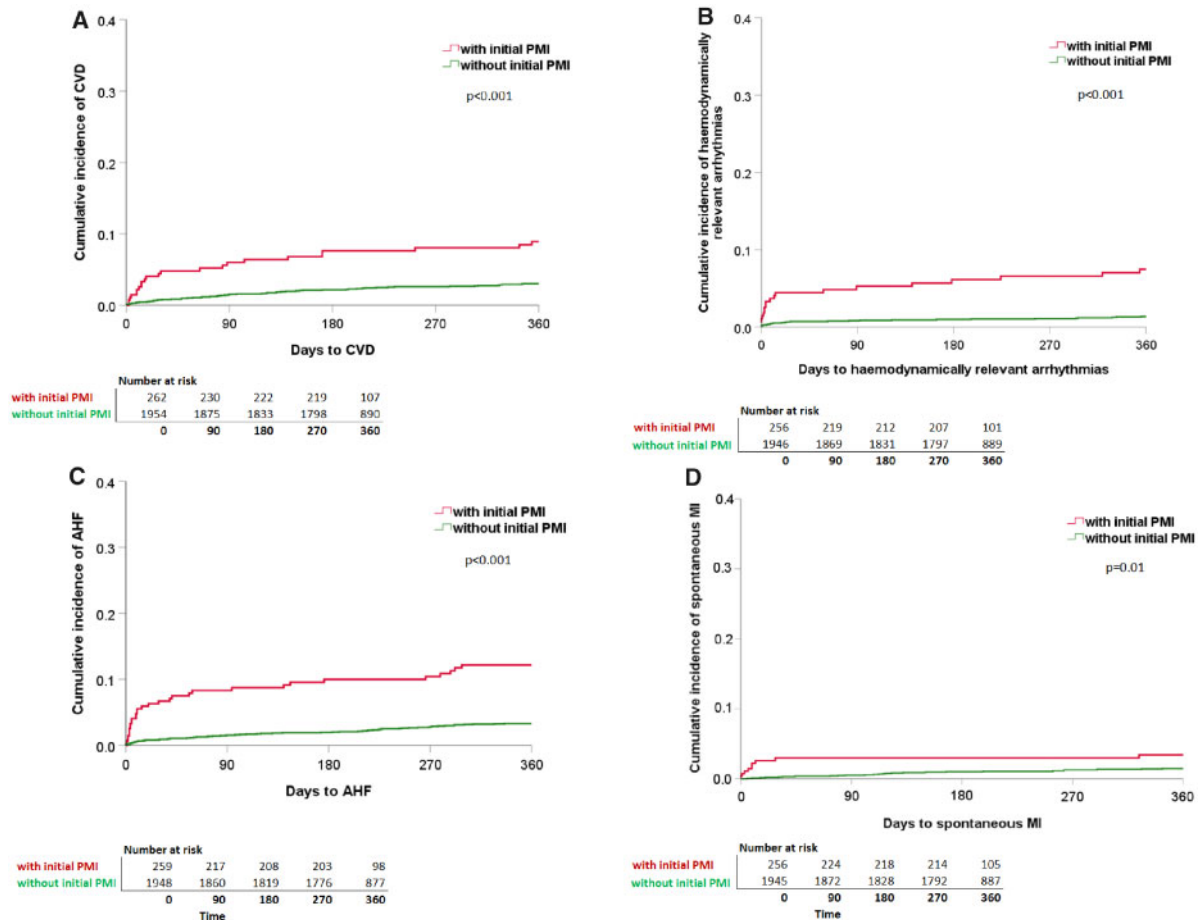 A
Cumulative incidence of CVD
0.4
0.3
0.2
0.1
0.0
with initial PMI
without initial PMI
p<0.001
0 90 180 270 360
Days to CVD
Number at risk
with initial PMI 262 230 222 219 107
without initial PMI 1954 1875 1833 1798 890
0 90 180 270 360
B
Cumulative incidence of haemodynamically
relevant arrhythmias
0.4
0.3
0.2
0.1
0.0
with initial PMI
without initial PMI
p<0.001
0 90 180 270 360
Days to haemodynamically relevant arrhythmias
Number at risk
with initial PMI 256 219 212 207 101
without initial PMI 1946 1869 1831 1797 889
0 90 180 270 360
C
Cumulative incidence of AHF
0.4
0.3
0.2
0.1
0.0
with initial PMI
without initial PMI
p<0.001
0 90 180 270 360
Days to AHF
Number at risk
with initial PMI 259 217 208 203 98
without initial PMI 1948 1860 1819 1776 877
0 90 180 270 360
Time
D
Cumulative incidence of spontaneous MI
0.4
0.3
0.2
0.1
0.0
with initial PMI
without initial PMI
p=0.01
0 90 180 270 360
Days to spontaneous MI
Number at risk
with initial PMI 256 224 218 214 105
without initial PMI 1945 1872 1828 1792 887
0 90 180 270 360
Time